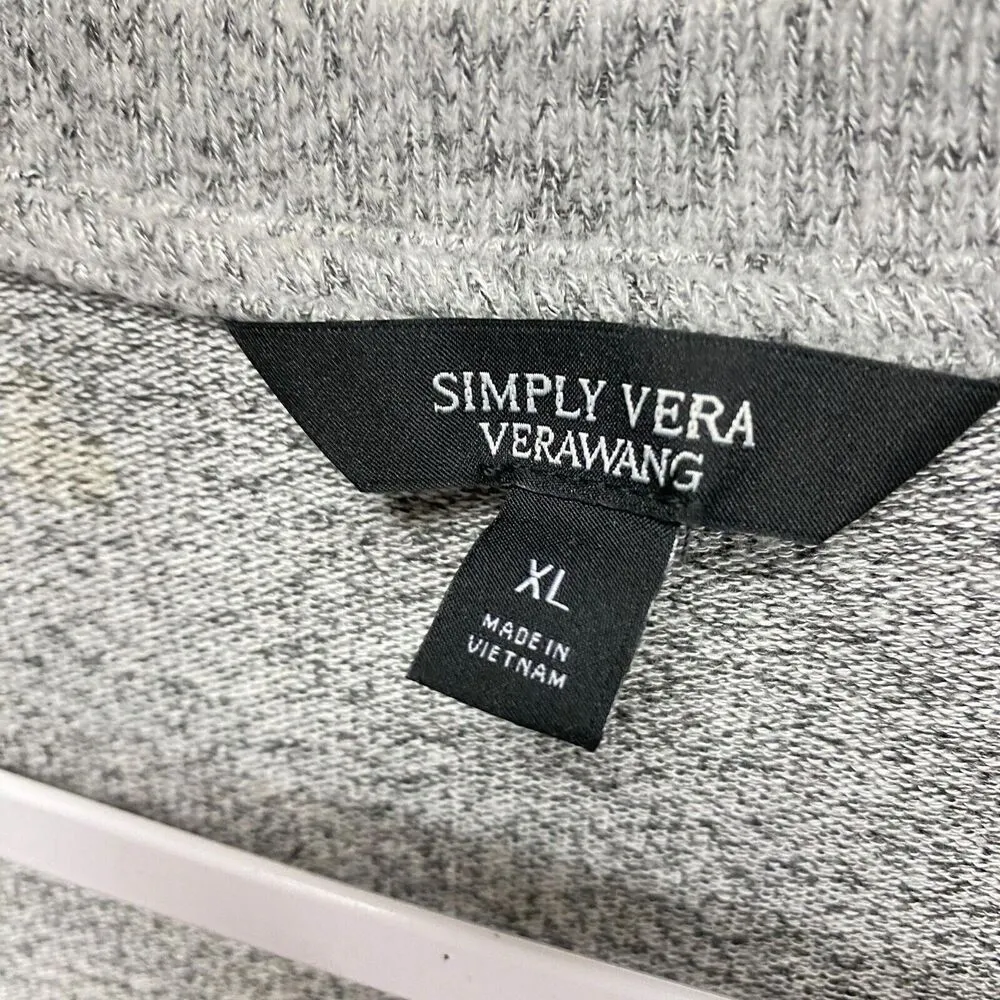 SIMPLY VERA
VERAWANG
XL
MADE IN
VIETNAM